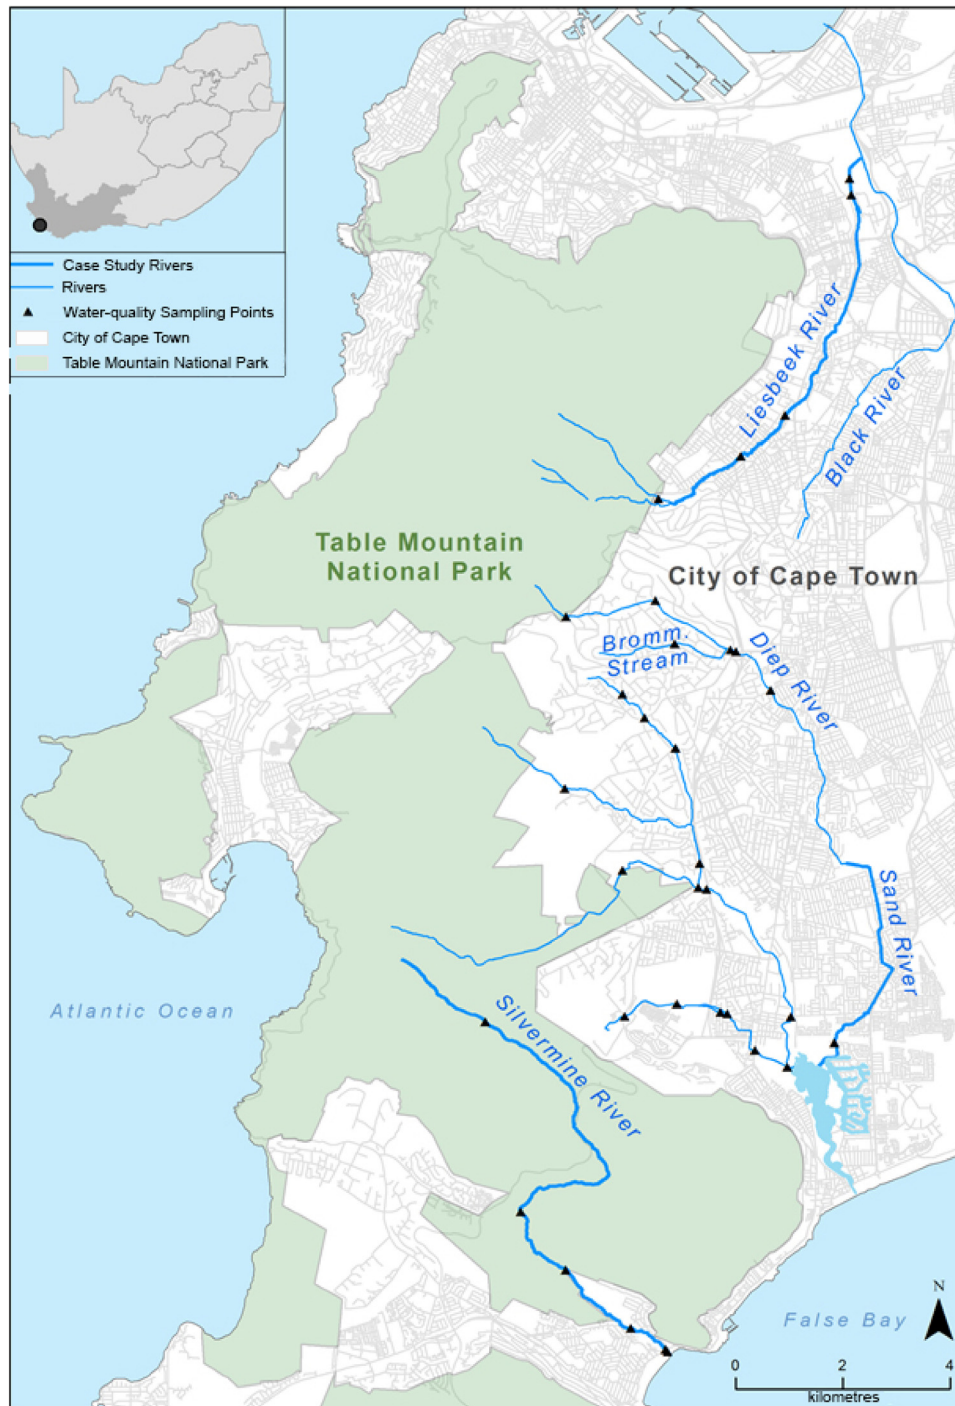 Case Study Rivers
Rivers
Water-quality Sampling Points
City of Cape Town
Table Mountain National Park
Liesbeek River
Black River
Table Mountain
National Park
City of Cape Town
Bromm.
Stream
Diep River
Sand River
Atlantic Ocean
Silvermine River
False Bay
N
0 2 4
kilometres